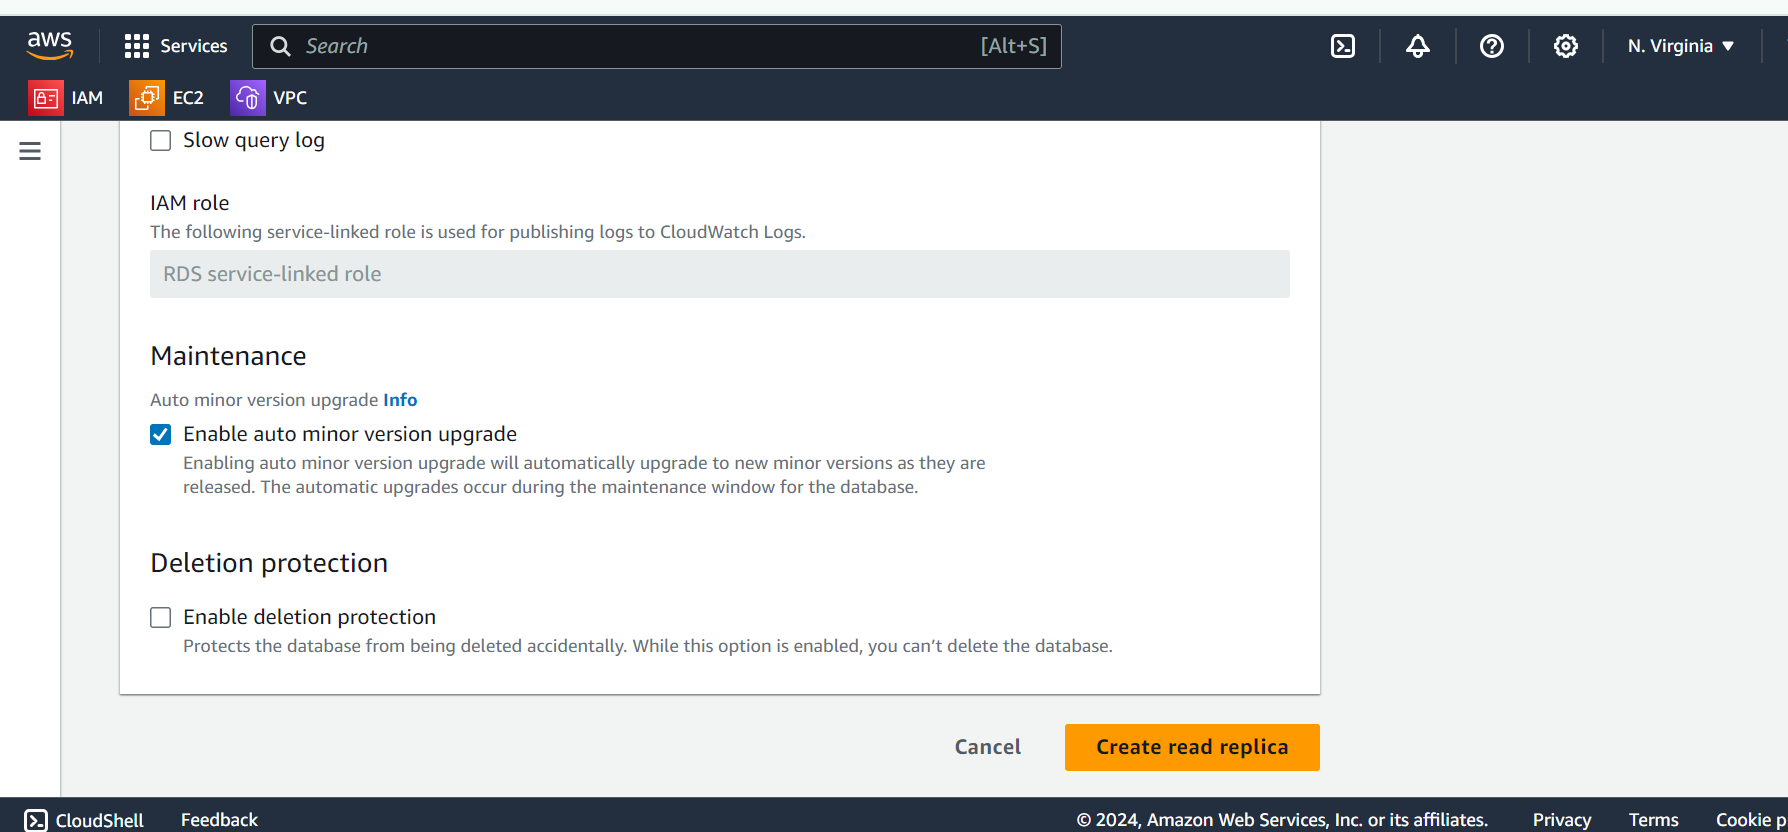 aws
Services
Search
[Alt+S]
N. Virginia
IAM
EC2
VPC
Slow query log
IAM role
The following service-linked role is used for publishing logs to CloudWatch Logs.
RDS service-linked role
Maintenance
Auto minor version upgrade Info
Enable auto minor version upgrade
Enabling auto minor version upgrade will automatically upgrade to new minor versions as they are
released. The automatic upgrades occur during the maintenance window for the database.
Deletion protection
Enable deletion protection
Protects the database from being deleted accidentally. While this option is enabled, you can’t delete the database.
Cancel
Create read replica
CloudShell
Feedback
© 2024, Amazon Web Services, Inc. or its affiliates.
Privacy
Terms
Cookie p